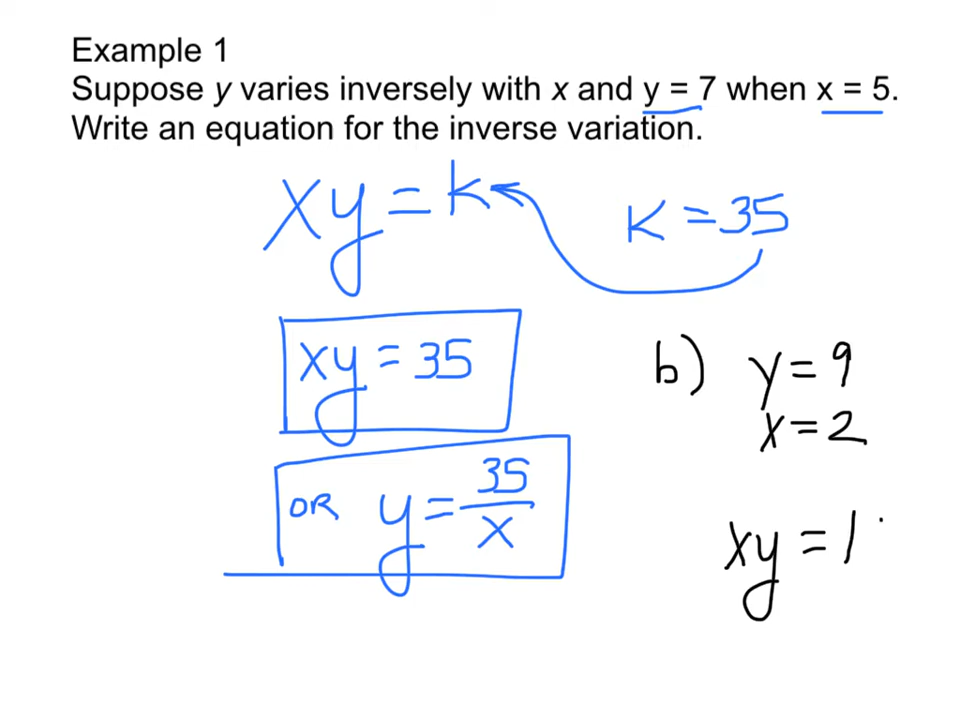 Example 1
Suppose y varies inversely with x and y = 7 when x = 5.
Write an equation for the inverse variation.
xy = k
K = 35
xy = 35
OR y = 35/x
b) y = 9
x = 2
xy = 1